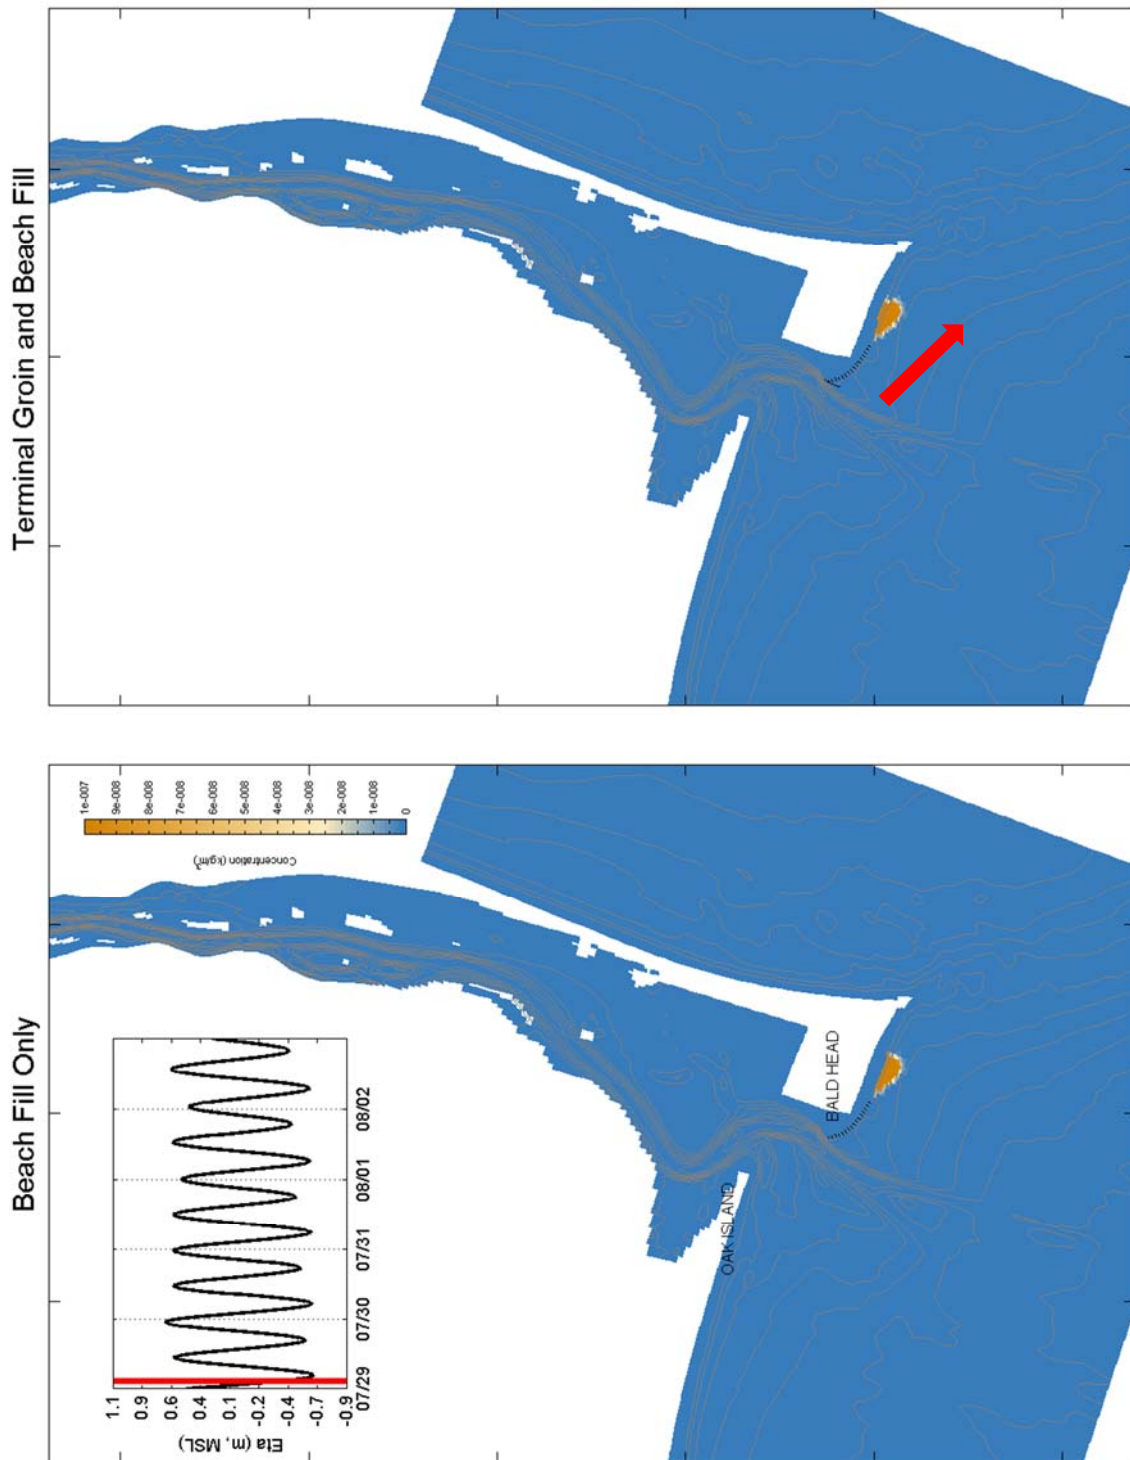 Terminal Groin and Beach Fill
Beach Fill Only
1e-007
9e-008
8e-008
7e-008
6e-008
5e-008
4e-008
3e-008
2e-008
1e-008
0
Concentration (kg/m³)
1.1
0.9
0.6
0.4
0.1
-0.2
-0.4
-0.7
-0.9
Eta (m, MSL)
07/29
07/30
07/31
08/01
08/02
OAK ISLAND
BALD HEAD